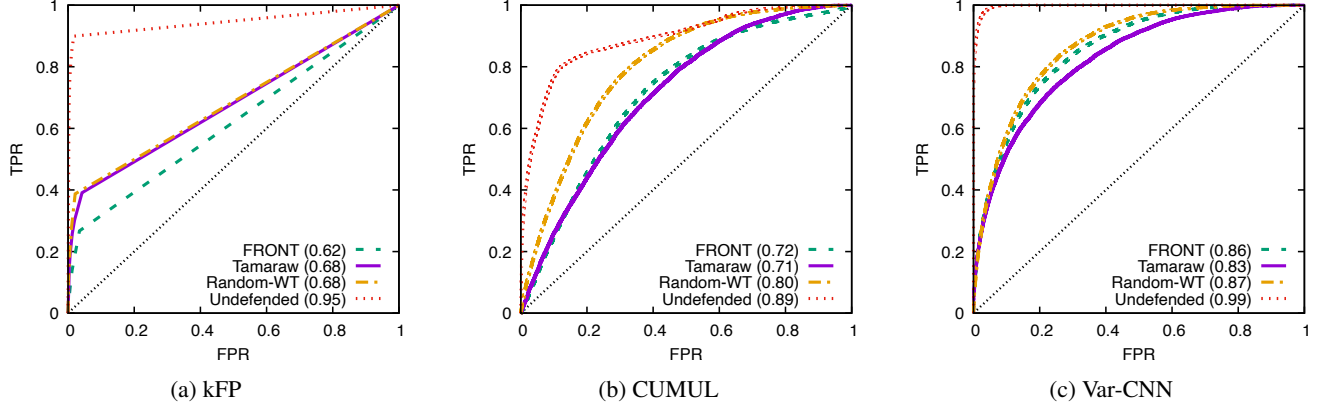 1
0.8
0.6
0.4
0.2
0
TPR
0 0.2 0.4 0.6 0.8 1
FPR
FRONT (0.62)
Tamaraw (0.68)
Random-WT (0.68)
Undefended (0.95)
(a) kFP
1
0.8
0.6
0.4
0.2
0
TPR
0 0.2 0.4 0.6 0.8 1
FPR
FRONT (0.72)
Tamaraw (0.71)
Random-WT (0.80)
Undefended (0.89)
(b) CUMUL
1
0.8
0.6
0.4
0.2
0
TPR
0 0.2 0.4 0.6 0.8 1
FPR
FRONT (0.86)
Tamaraw (0.83)
Random-WT (0.87)
Undefended (0.99)
(c) Var-CNN